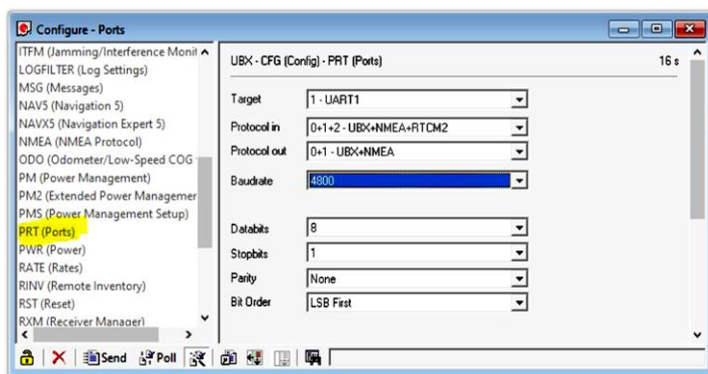 Configure - Ports
ITFM (Jamming/Interference Monit
LOGFILTER (Log Settings)
MSG (Messages)
NAV5 (Navigation 5)
NAVX5 (Navigation Expert 5)
NMEA (NMEA Protocol)
ODO (Odometer/Low-Speed COG
PM (Power Management)
PM2 (Extended Power Managemer
PMS (Power Management Setup)
PRT (Ports)
PWR (Power)
RATE (Rates)
RINV (Remote Inventory)
RST (Reset)
RXM (Receiver Manager)
UBX - CFG (Config) - PRT (Ports) 16 s
Target 1 - UART1
Protocol in 0+1+2 - UBX+NMEA+RTCM2
Protocol out 0+1 - UBX+NMEA
Baudrate 4800
Databits 8
Stopbits 1
Parity None
Bit Order LSB First
Send Poll